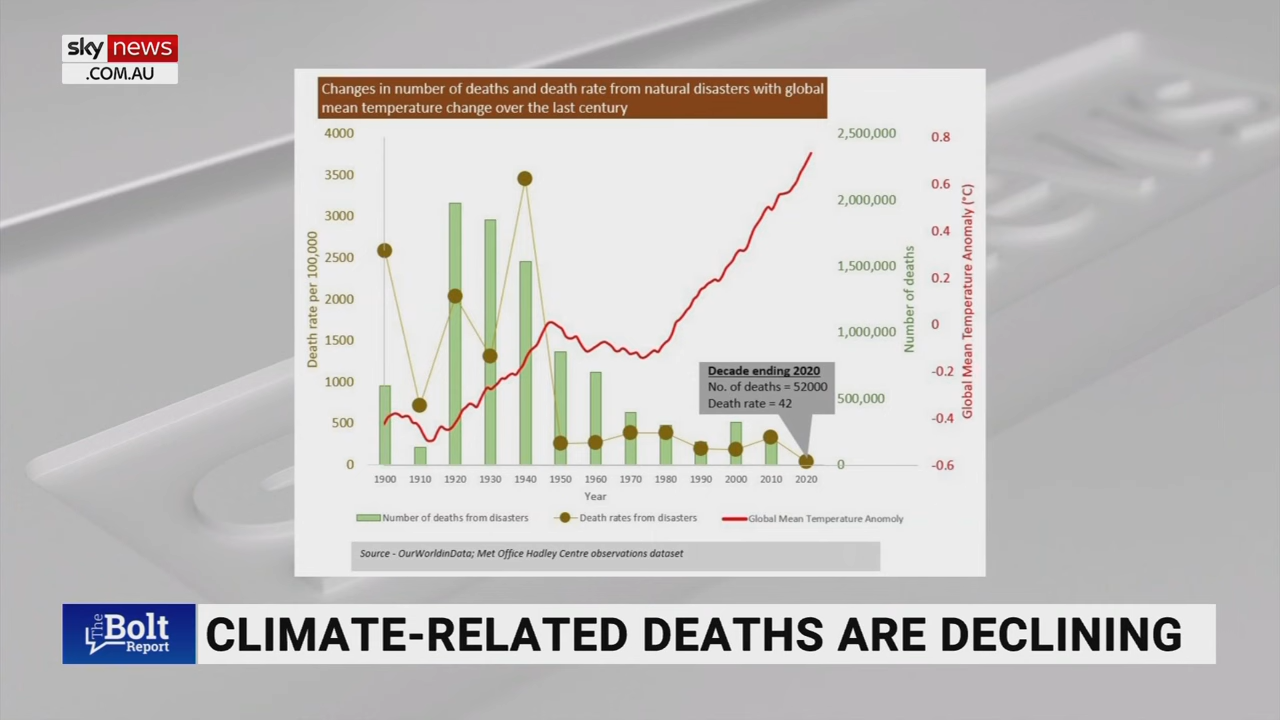 sky news
.COM.AU
Changes in number of deaths and death rate from natural disasters with global
mean temperature change over the last century
4000
3500
3000
2500
2000
1500
1000
500
0
Death rate per 100,000
2,500,000
2,000,000
1,500,000
1,000,000
500,000
0
Number of deaths
0.8
0.6
0.4
0.2
0
-0.2
-0.4
-0.6
Global Mean Temperature Anomaly (°C)
Decade ending 2020
No. of deaths = 52000
Death rate = 42
1900 1910 1920 1930 1940 1950 1960 1970 1980 1990 2000 2010 2020
Year
Number of deaths from disasters Death rates from disasters Global Mean Temperature Anomoly
Source - OurWorldinData; Met Office Hadley Centre observations dataset
The Bolt Report
CLIMATE-RELATED DEATHS ARE DECLINING